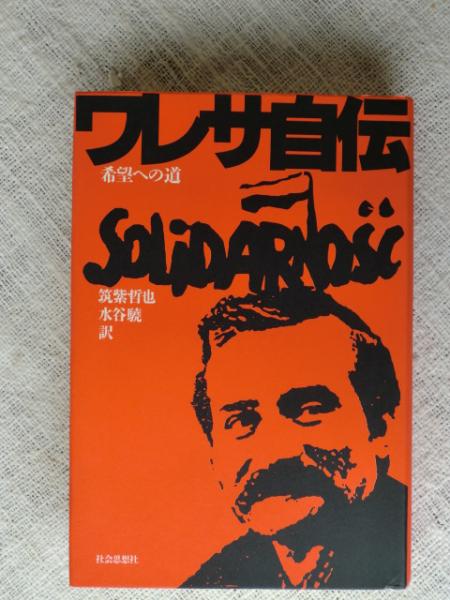 ワレサ自伝
希望への道
SOLiDARNOŚĆ
筑紫哲也
水谷驍
訳
社会思想社